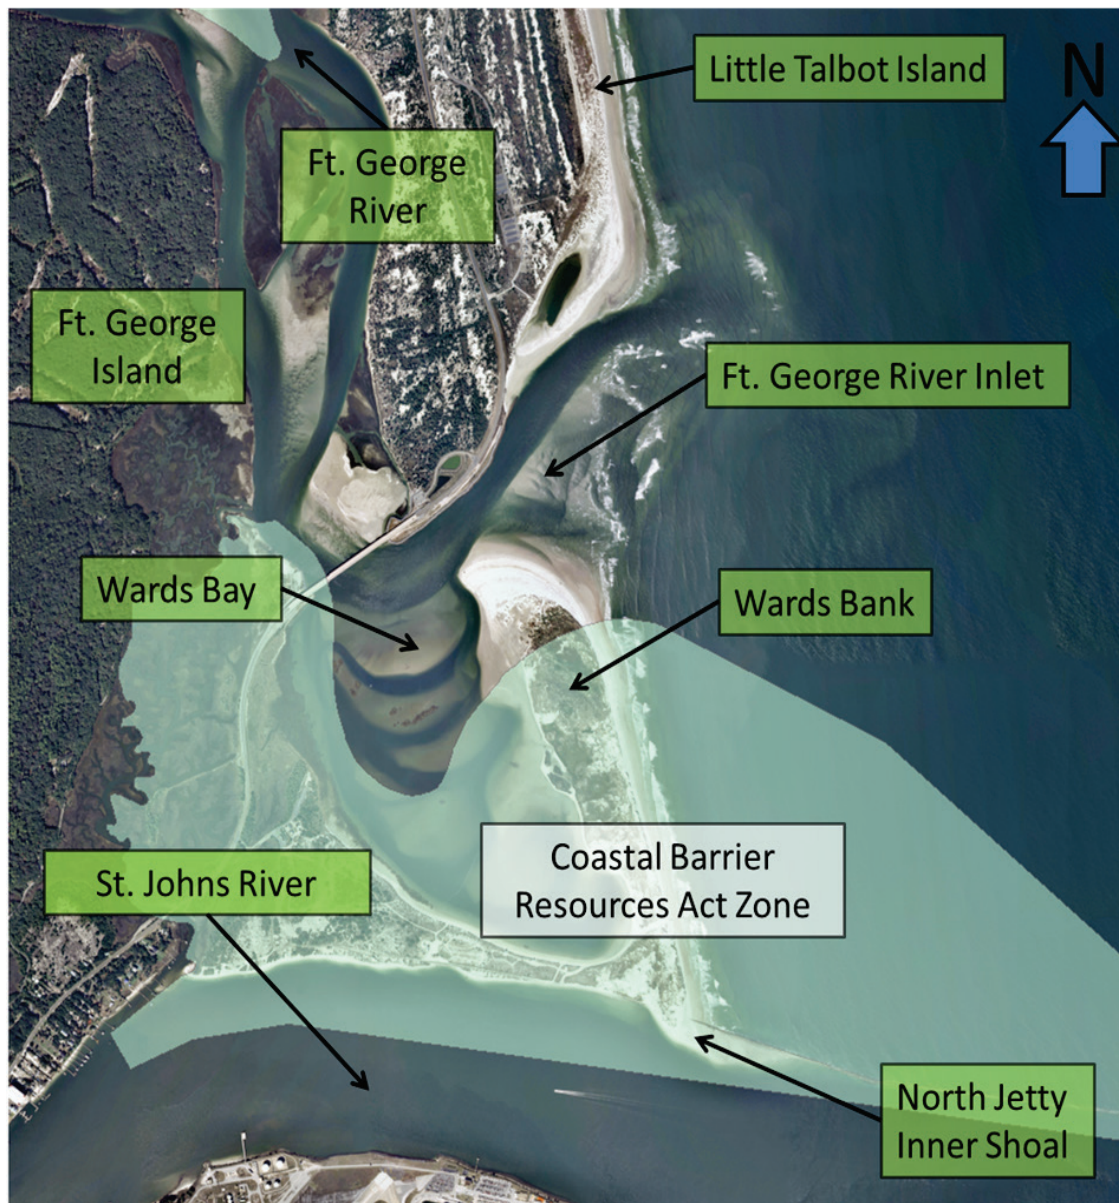 Little Talbot Island
N
Ft. George
River
Ft. George
Island
Ft. George River Inlet
Wards Bay
Wards Bank
Coastal Barrier
Resources Act Zone
St. Johns River
North Jetty
Inner Shoal